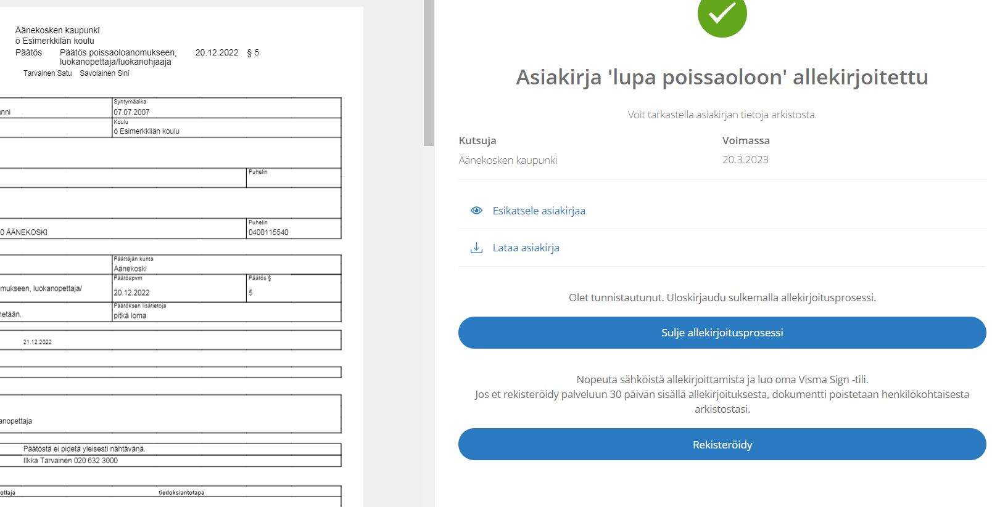 Äänekosken kaupunki
ö Esimerkkilän koulu
Päätös Päätös poissaoloanomukseen, 20.12.2022 § 5
luokanopettaja/luokanohjaaja
Tarvainen Satu Savolainen Sini
Syntymäaika
nni 07.07.2007
Koulu
ö Esimerkkilän koulu
Puhelin
Puhelin
0 ÄÄNEKOSKI 0400115540
Päättäjän kunta
Äänekoski
Päätöspvm Päätös §
omukseen, luokanopettaja/
20.12.2022 5
Päätöksen lisätietoja
netään. pitkä loma
21.12.2022
anopettaja
Päätöstä ei pidetä yleisesti nähtävänä.
Ilkka Tarvainen 020 632 3000
ottaja tiedoksiantotapa
Asiakirja 'lupa poissaoloon' allekirjoitettu
Voit tarkastella asiakirjan tietoja arkistosta.
Kutsuja Voimassa
Äänekosken kaupunki 20.3.2023
Esikatsele asiakirjaa
Lataa asiakirja
Olet tunnistautunut. Uloskirjaudu sulkemalla allekirjoitusprosessi.
Sulje allekirjoitusprosessi
Nopeuta sähköistä allekirjoittamista ja luo oma Visma Sign -tili.
Jos et rekisteröidy palveluun 30 päivän sisällä allekirjoituksesta, dokumentti poistetaan henkilökohtaisesta
arkistostasi.
Rekisteröidy